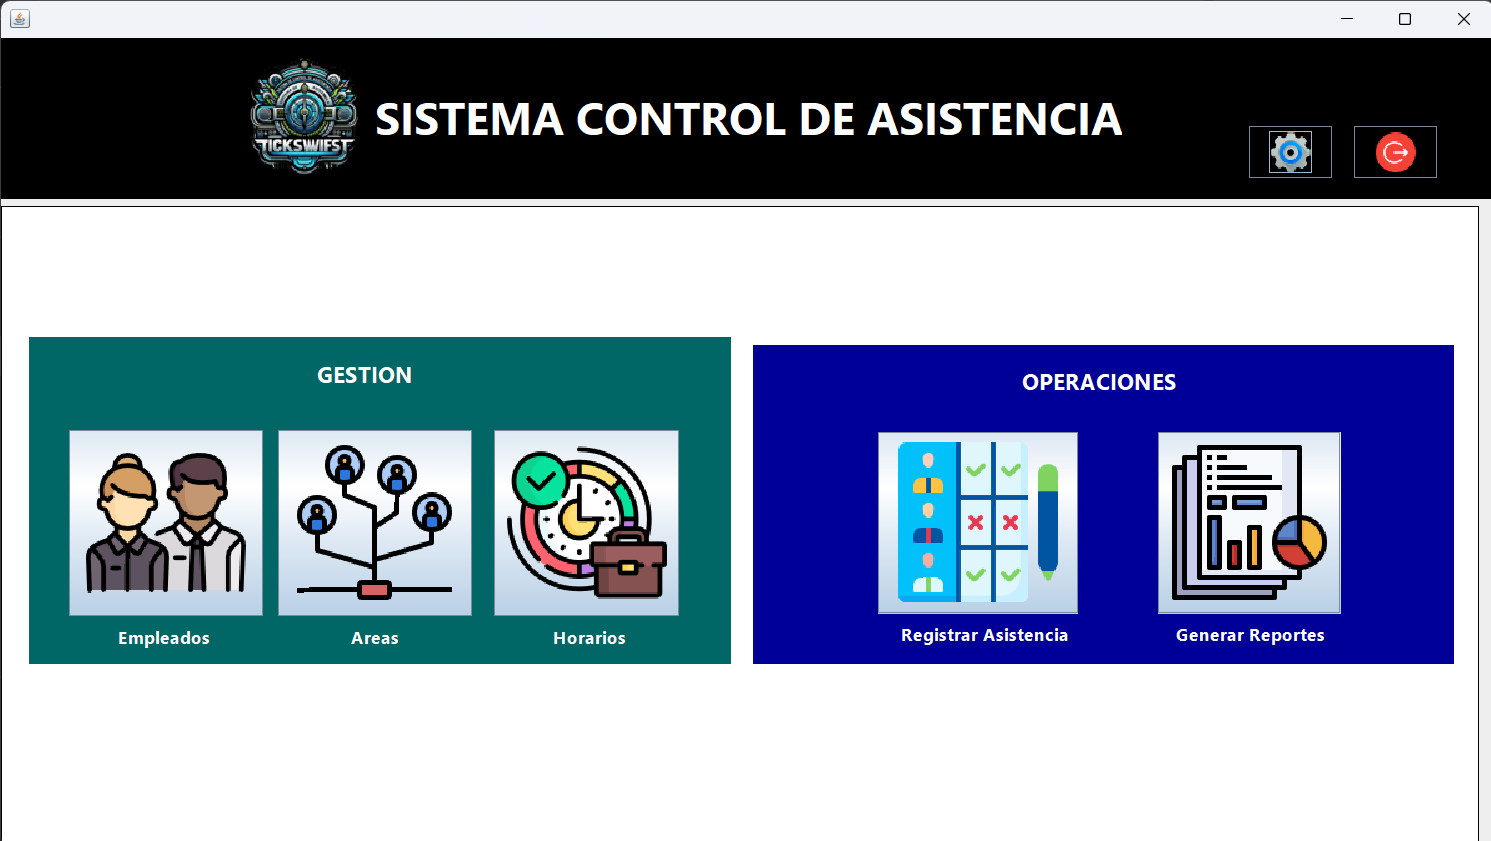 TICKSWIFST
SISTEMA CONTROL DE ASISTENCIA
GESTION
Empleados
Areas
Horarios
OPERACIONES
Registrar Asistencia
Generar Reportes